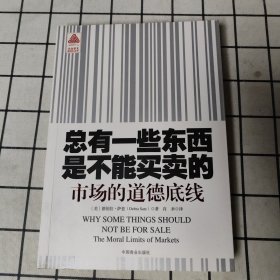 总有一些东西
是不能买卖的
市场的道德底线
WHY SOME THINGS SHOULD
NOT BE FOR SALE
The Moral Limits of Markets